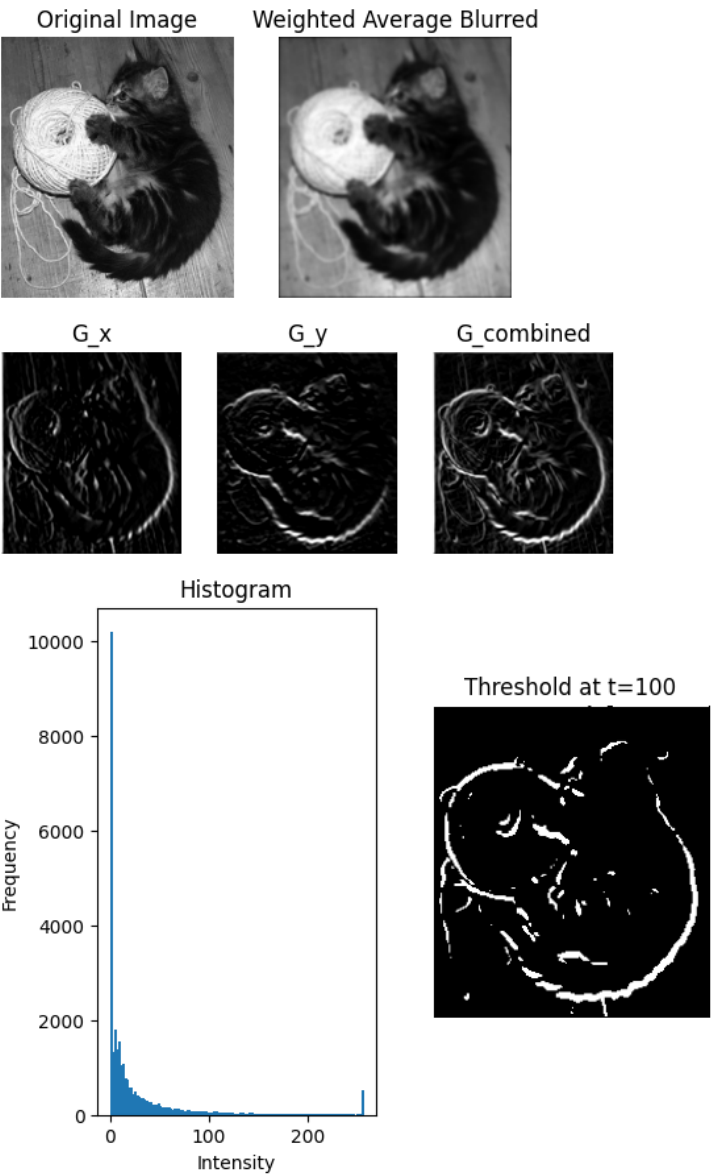 Original Image
Weighted Average Blurred
G_x
G_y
G_combined
Histogram
10000
8000
6000
4000
2000
0
Frequency
0 100 200
Intensity
Threshold at t=100